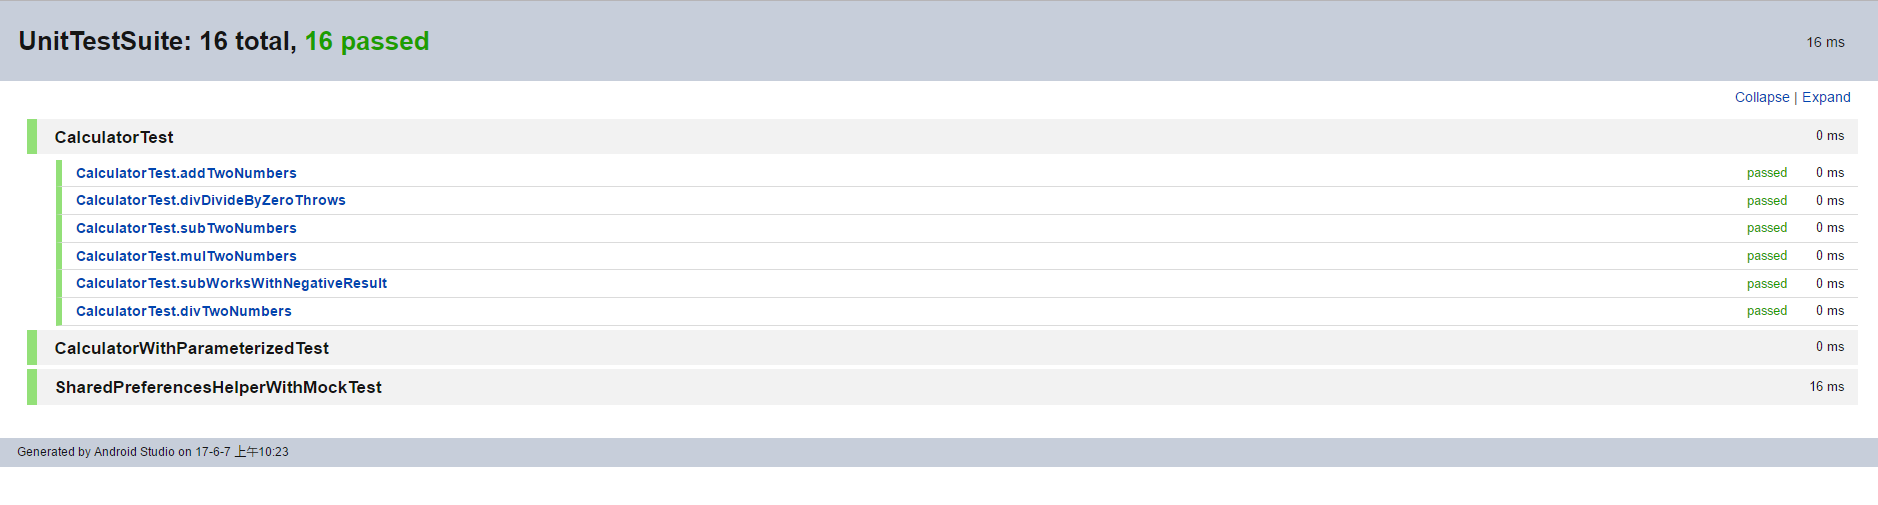 UnitTestSuite: 16 total, 16 passed 16 ms
Collapse | Expand
CalculatorTest 0 ms
CalculatorTest.addTwoNumbers passed 0 ms
CalculatorTest.divDivideByZeroThrows passed 0 ms
CalculatorTest.subTwoNumbers passed 0 ms
CalculatorTest.mulTwoNumbers passed 0 ms
CalculatorTest.subWorksWithNegativeResult passed 0 ms
CalculatorTest.divTwoNumbers passed 0 ms
CalculatorWithParameterizedTest 0 ms
SharedPreferencesHelperWithMockTest 16 ms
Generated by Android Studio on 17-6-7 上午10:23